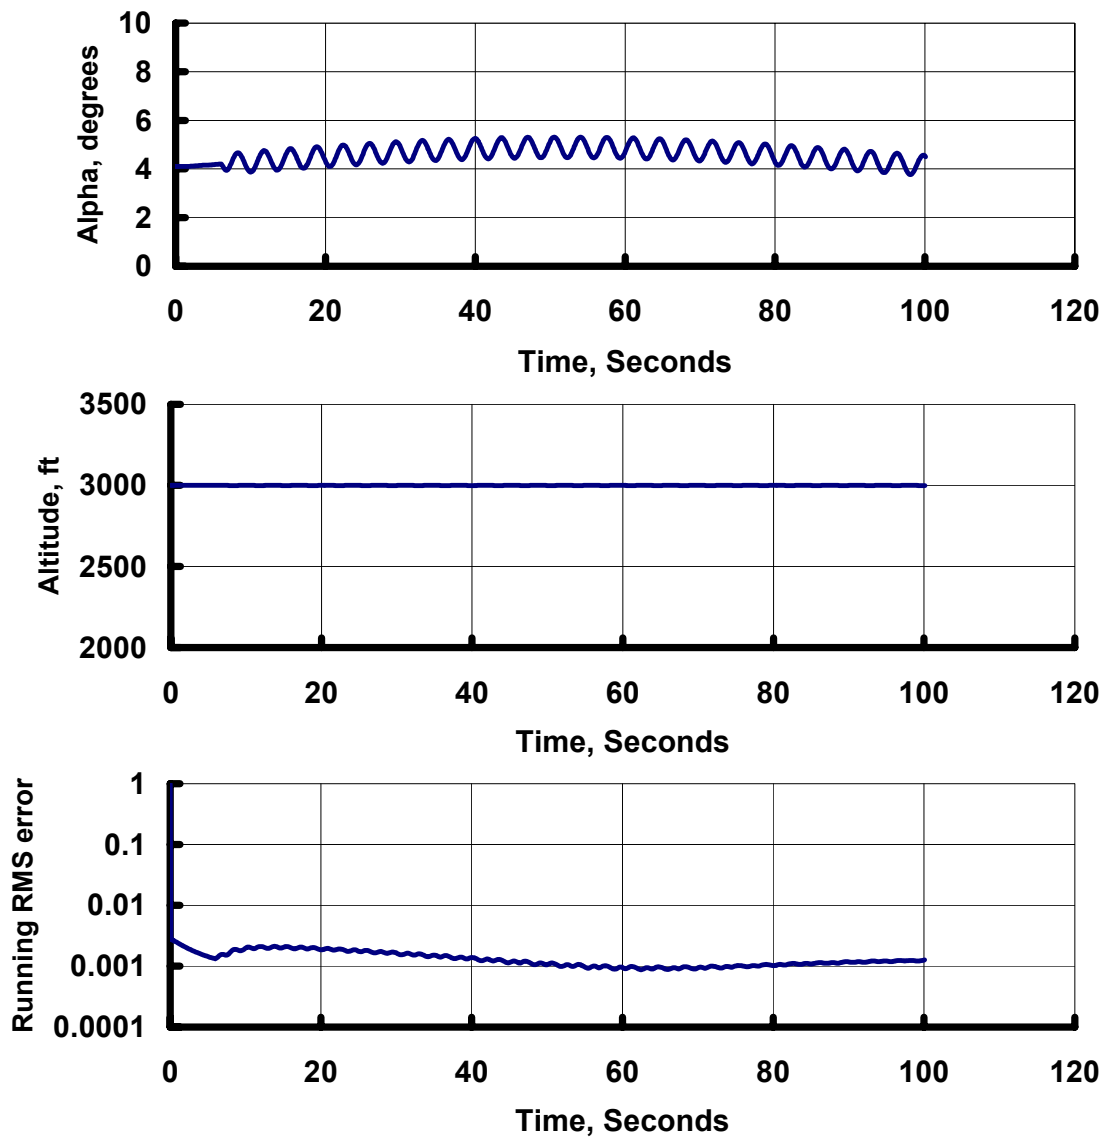 10
8
6
4
2
0
Alpha, degrees
0 20 40 60 80 100 120
Time, Seconds
3500
3000
2500
2000
Altitude, ft
0 20 40 60 80 100 120
Time, Seconds
1
0.1
0.01
0.001
0.0001
Running RMS error
0 20 40 60 80 100 120
Time, Seconds